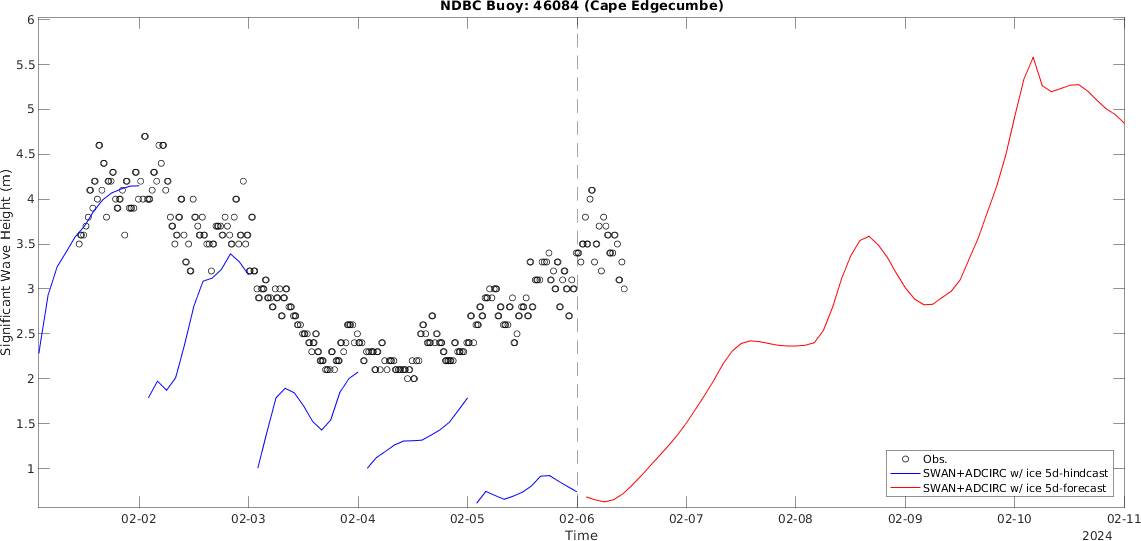 NDBC Buoy: 46084 (Cape Edgecumbe)
6
5.5
5
4.5
4
3.5
3
2.5
2
1.5
1
Significant Wave Height (m)
Obs.
SWAN+ADCIRC w/ ice 5d-hindcast
SWAN+ADCIRC w/ ice 5d-forecast
02-02 02-03 02-04 02-05 02-06 02-07 02-08 02-09 02-10 02-11
Time
2024